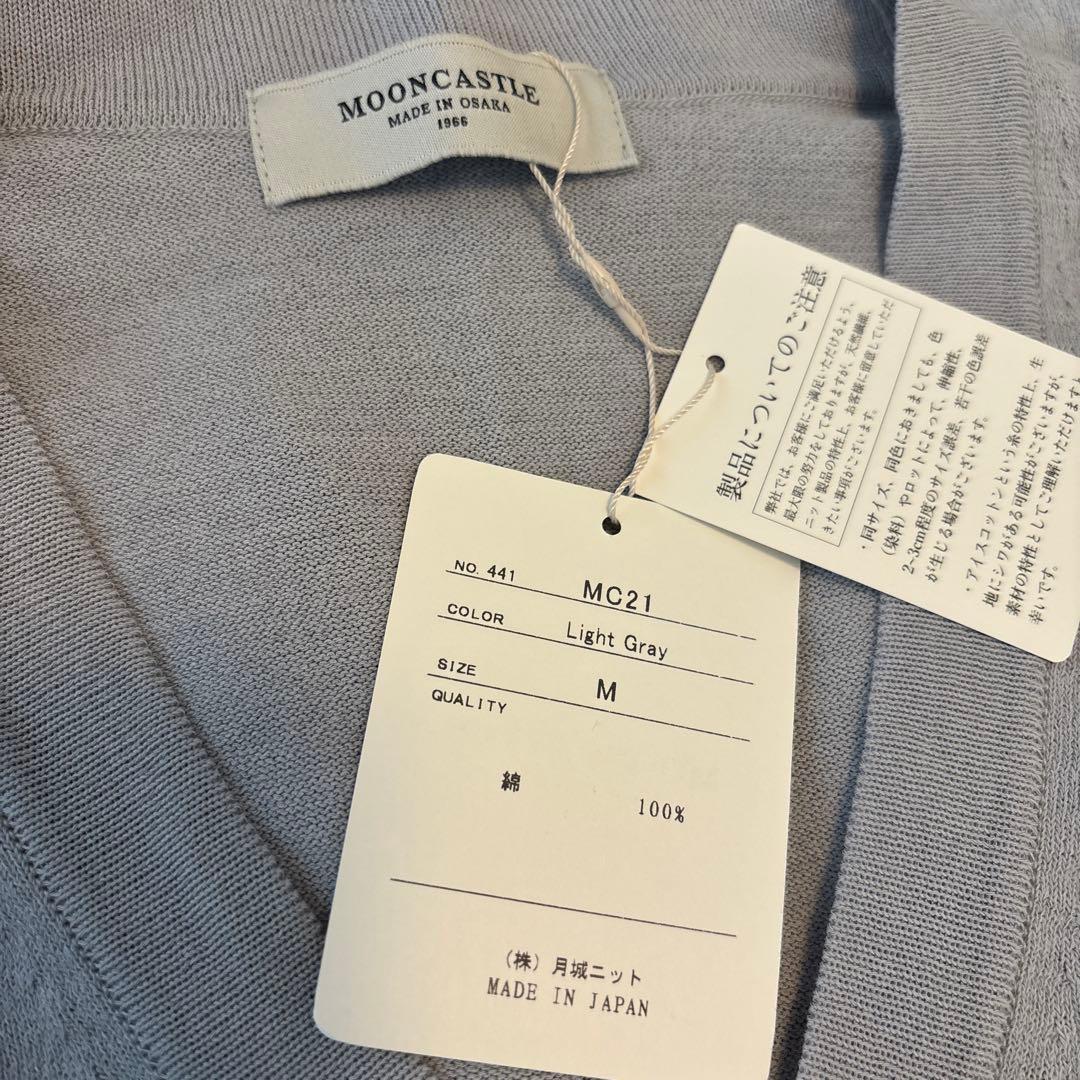 MOONCASTLE
MADE IN OSAKA
1966
製品についてのご注意
弊社では、お客様にご満足いただけるよう、
最大限の努力をしておりますが、天然繊維、
ニット製品の特性上、お客様に留意していただ
きたい事項がございます。
・同サイズ、同色におきましても、色
(染料) やロットによって、伸縮性、
2-3cm程度のサイズ誤差、若干の色誤差
が生じる場合がございます。
・アイスコットンという糸の特性上、生
地にシワがある可能性がございますが、
素材の特性としてご理解いただけますと
幸いです。
NO. 441 MC21
COLOR Light Gray
SIZE M
QUALITY
綿 100%
(株) 月城ニット
MADE IN JAPAN